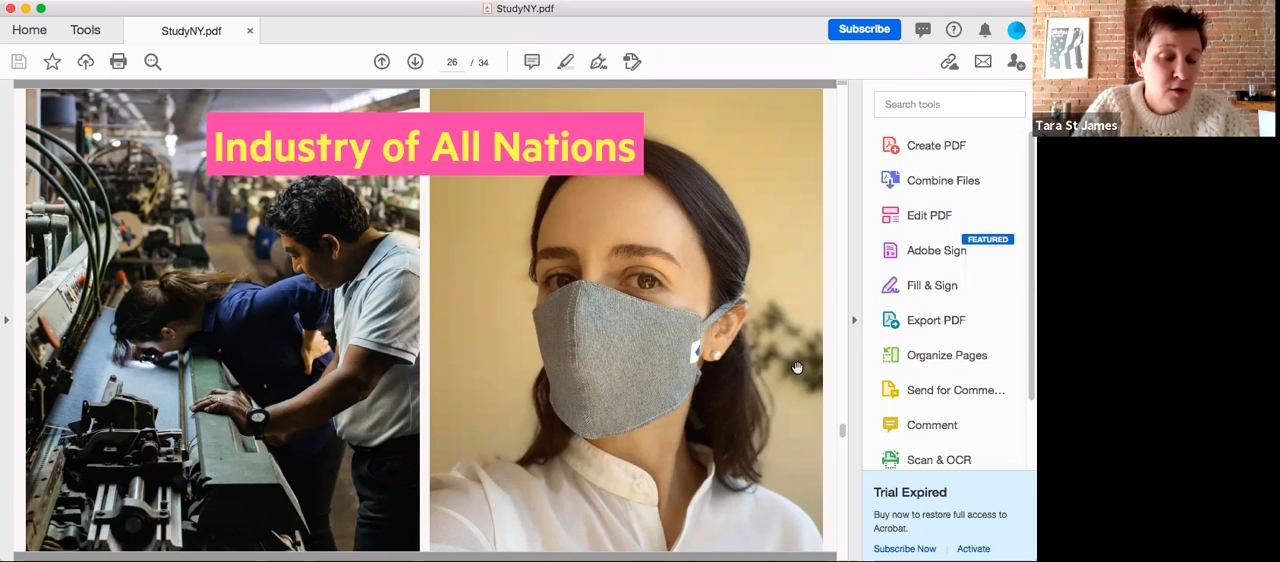 StudyNY.pdf
Home
Tools
StudyNY.pdf
×
Subscribe
26 / 34
Industry of All Nations
Search tools
Create PDF
Combine Files
Edit PDF
FEATURED
Adobe Sign
Fill & Sign
Export PDF
Organize Pages
Send for Comme...
Comment
Scan & OCR
Trial Expired
Buy now to restore full access to
Acrobat.
Subscribe Now
Activate
Tara St James